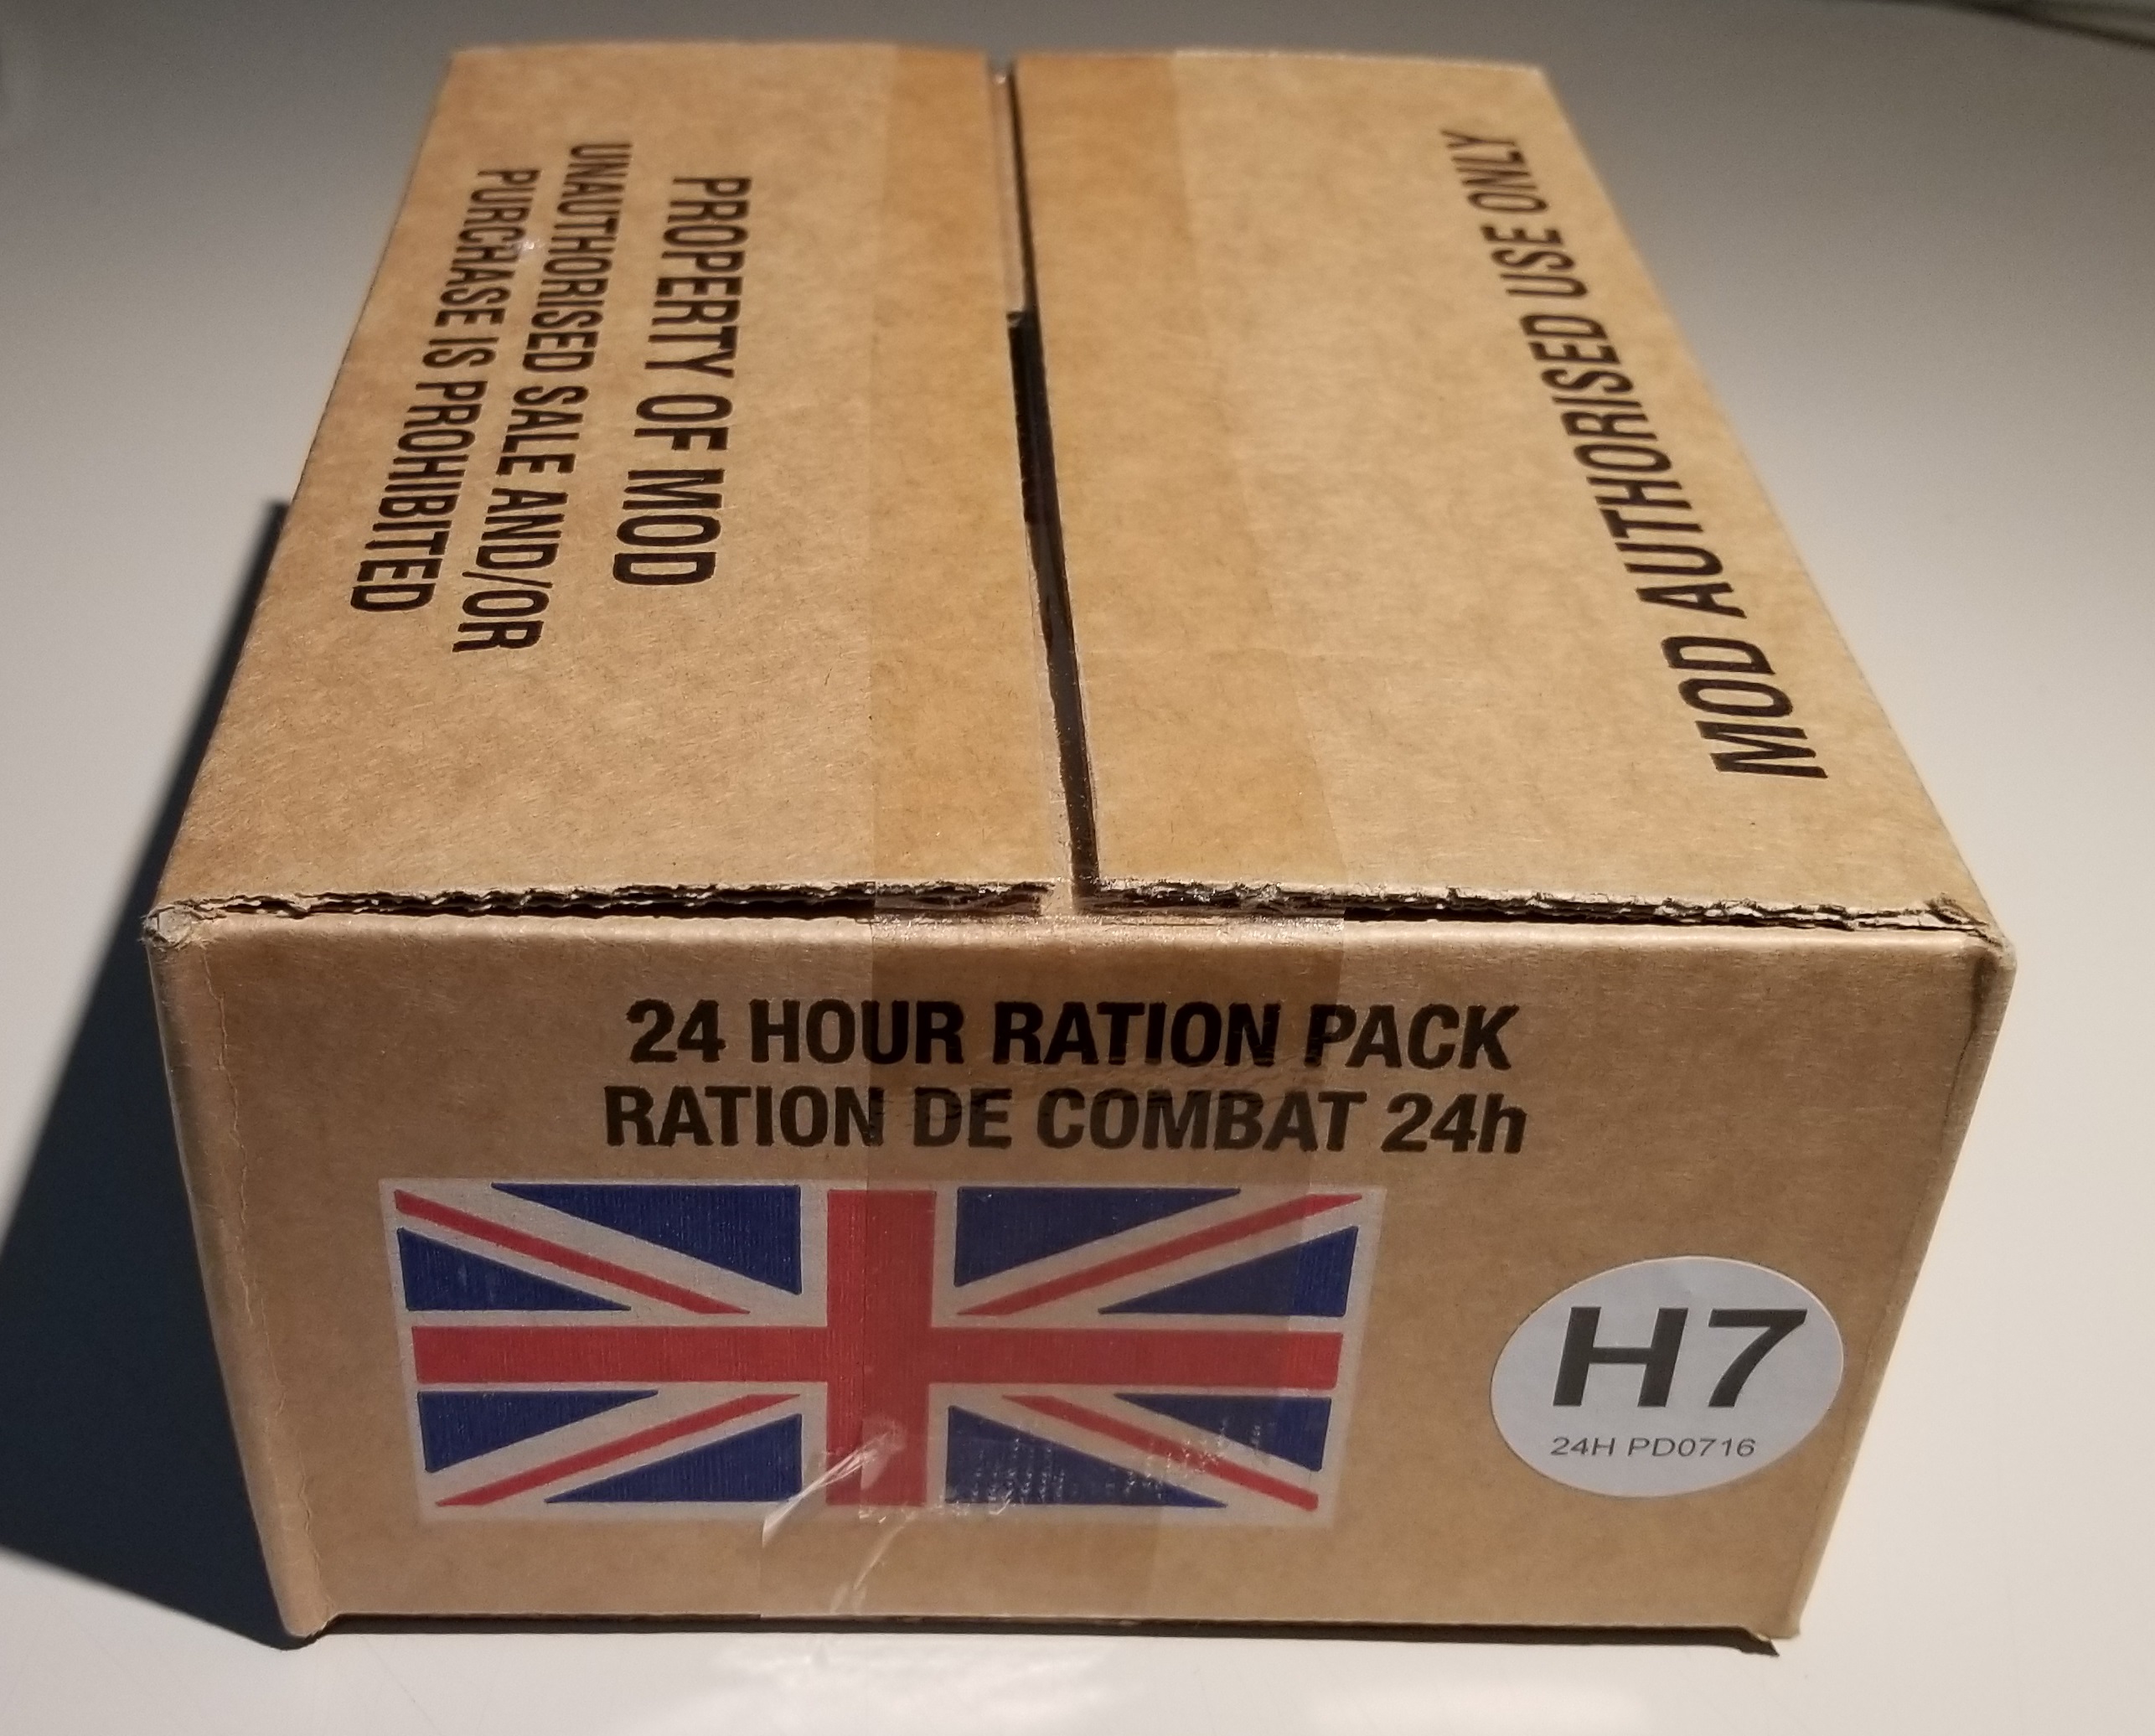 PROPERTY OF MOD
UNAUTHORISED SALE AND/OR
PURCHASE IS PROHIBITED
MOD AUTHORISED USE ONLY
24 HOUR RATION PACK
RATION DE COMBAT 24h
H7
24H PD0716